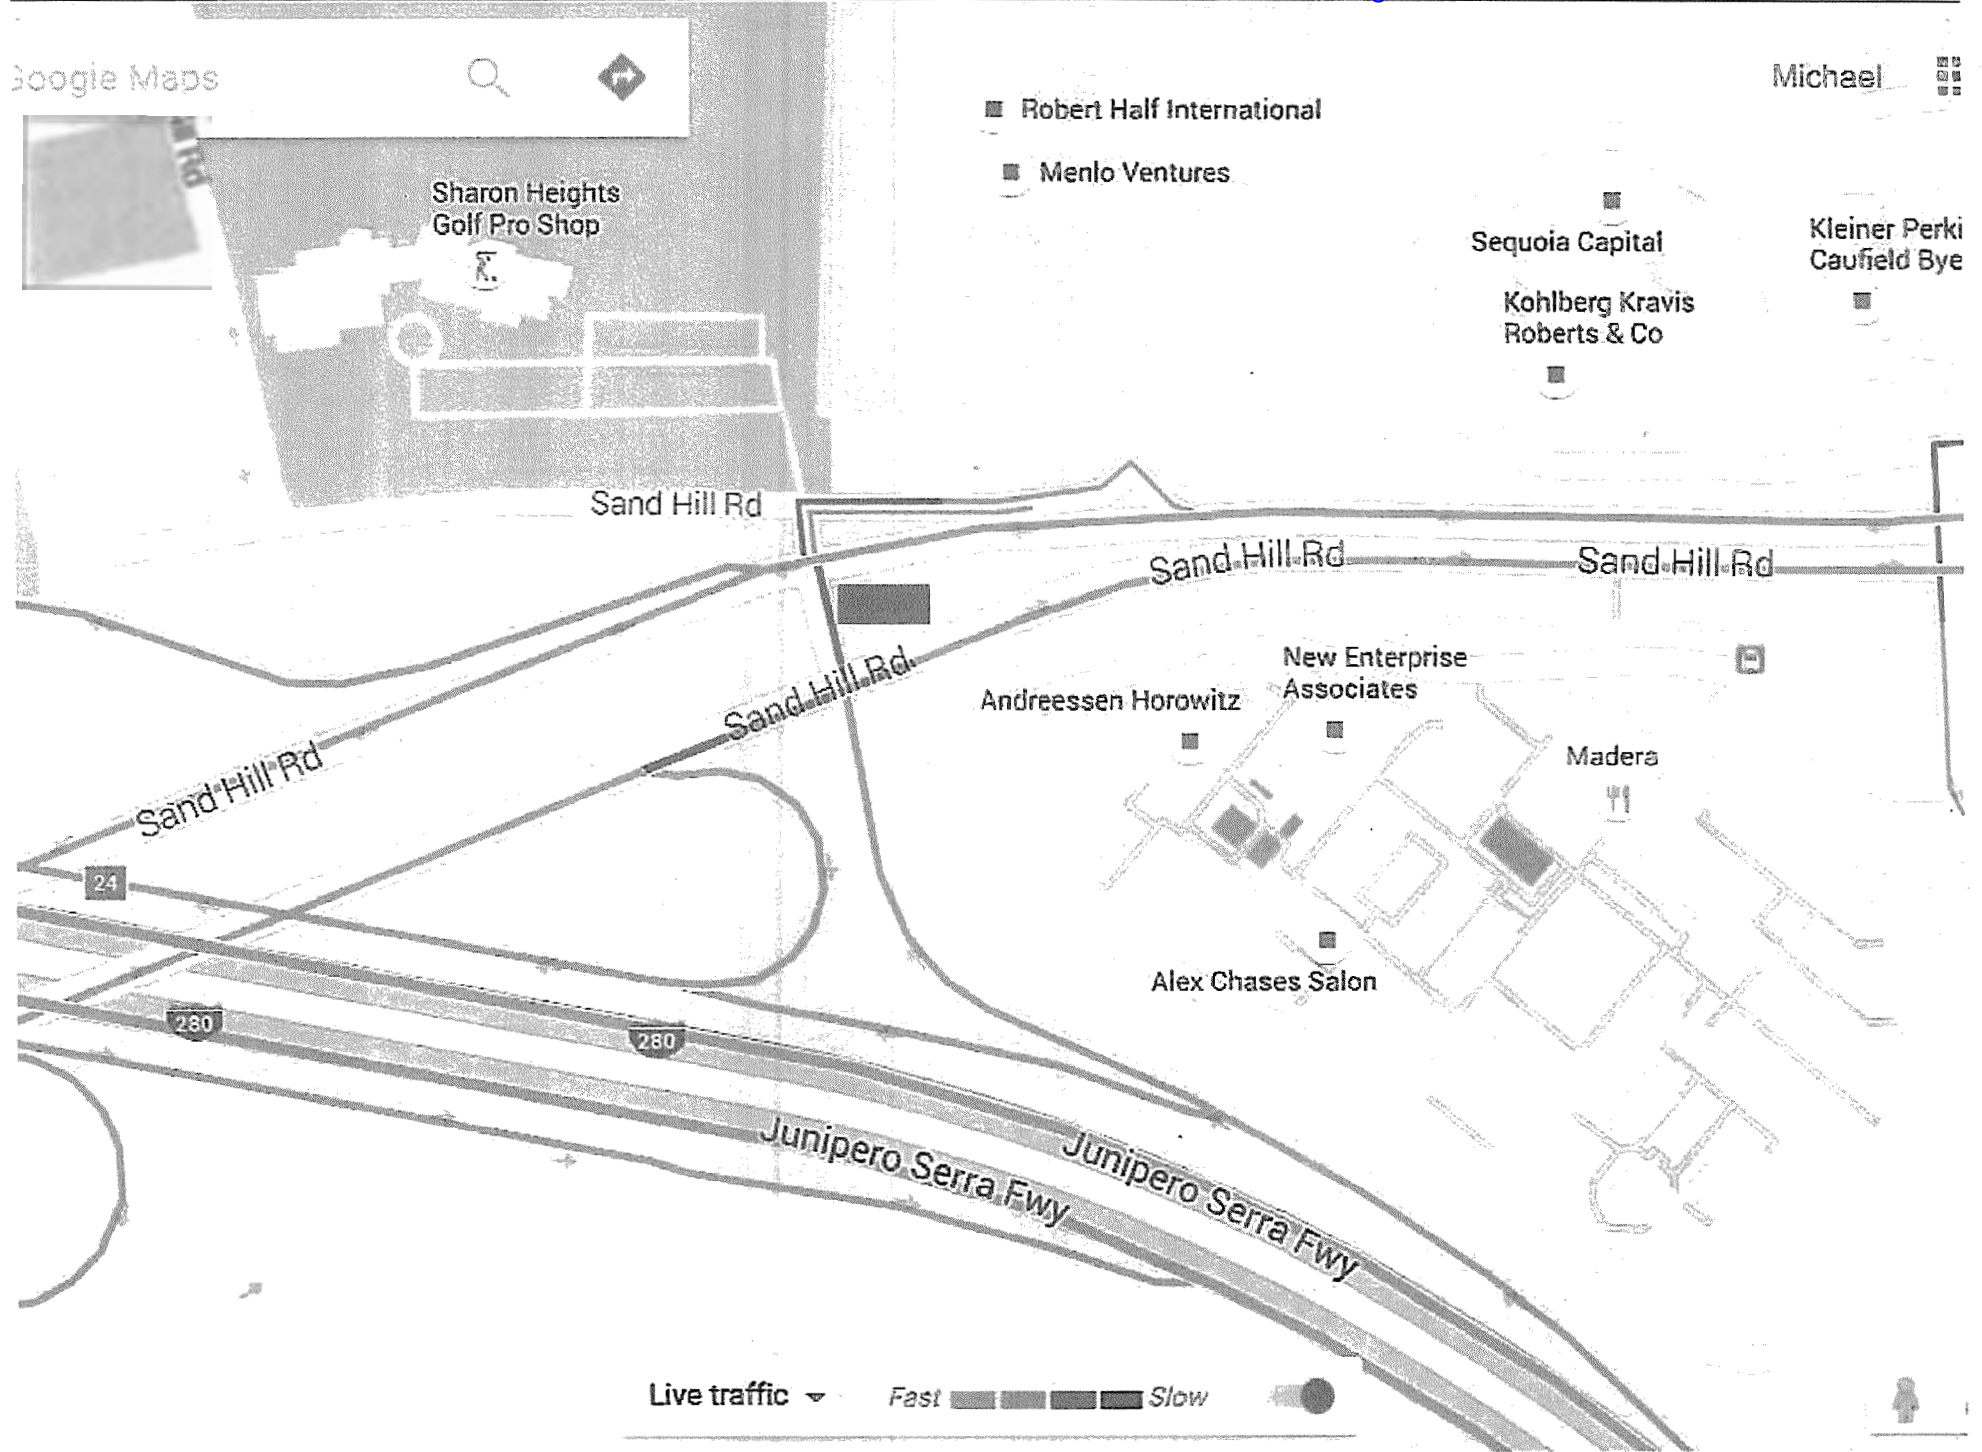 Google Maps
Michael
ll Rd
Robert Half International
Menlo Ventures
Sharon Heights
Golf Pro Shop
Sequoia Capital
Kleiner Perki
Caufield Bye
Kohlberg Kravis
Roberts & Co
Sand Hill Rd
Sand Hill Rd
Sand Hill Rd
Sand Hill Rd
Sand Hill Rd
New Enterprise
Associates
Andreessen Horowitz
Madera
24
Alex Chases Salon
280
280
Junipero Serra Fwy
Junipero Serra Fwy
Live traffic
Fast
Slow